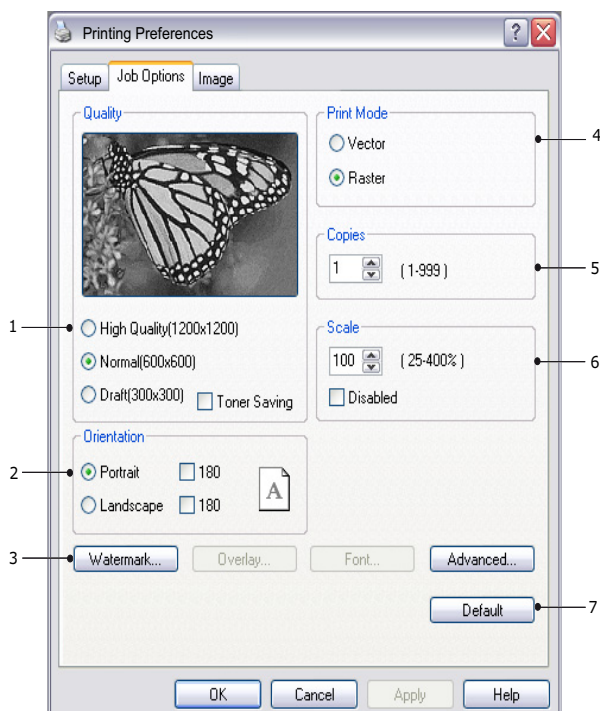 Printing Preferences
Setup Job Options Image
Quality
Print Mode
Vector
4
Raster
Copies
1 ( 1-999 )
5
1
High Quality(1200x1200)
Normal(600x600)
Draft(300x300) Toner Saving
Scale
100 ( 25-400% )
6
Disabled
Orientation
2
Portrait 180
Landscape 180
A
3
Watermark... Overlay... Font... Advanced...
Default
7
OK Cancel Apply Help